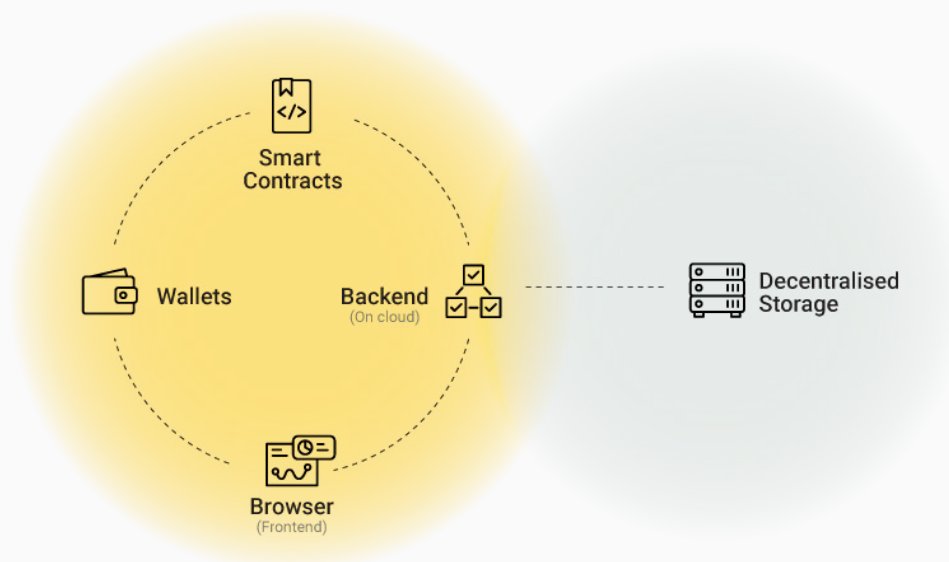 Smart
Contracts
Wallets
Backend
(On cloud)
Decentralised
Storage
Browser
(Frontend)